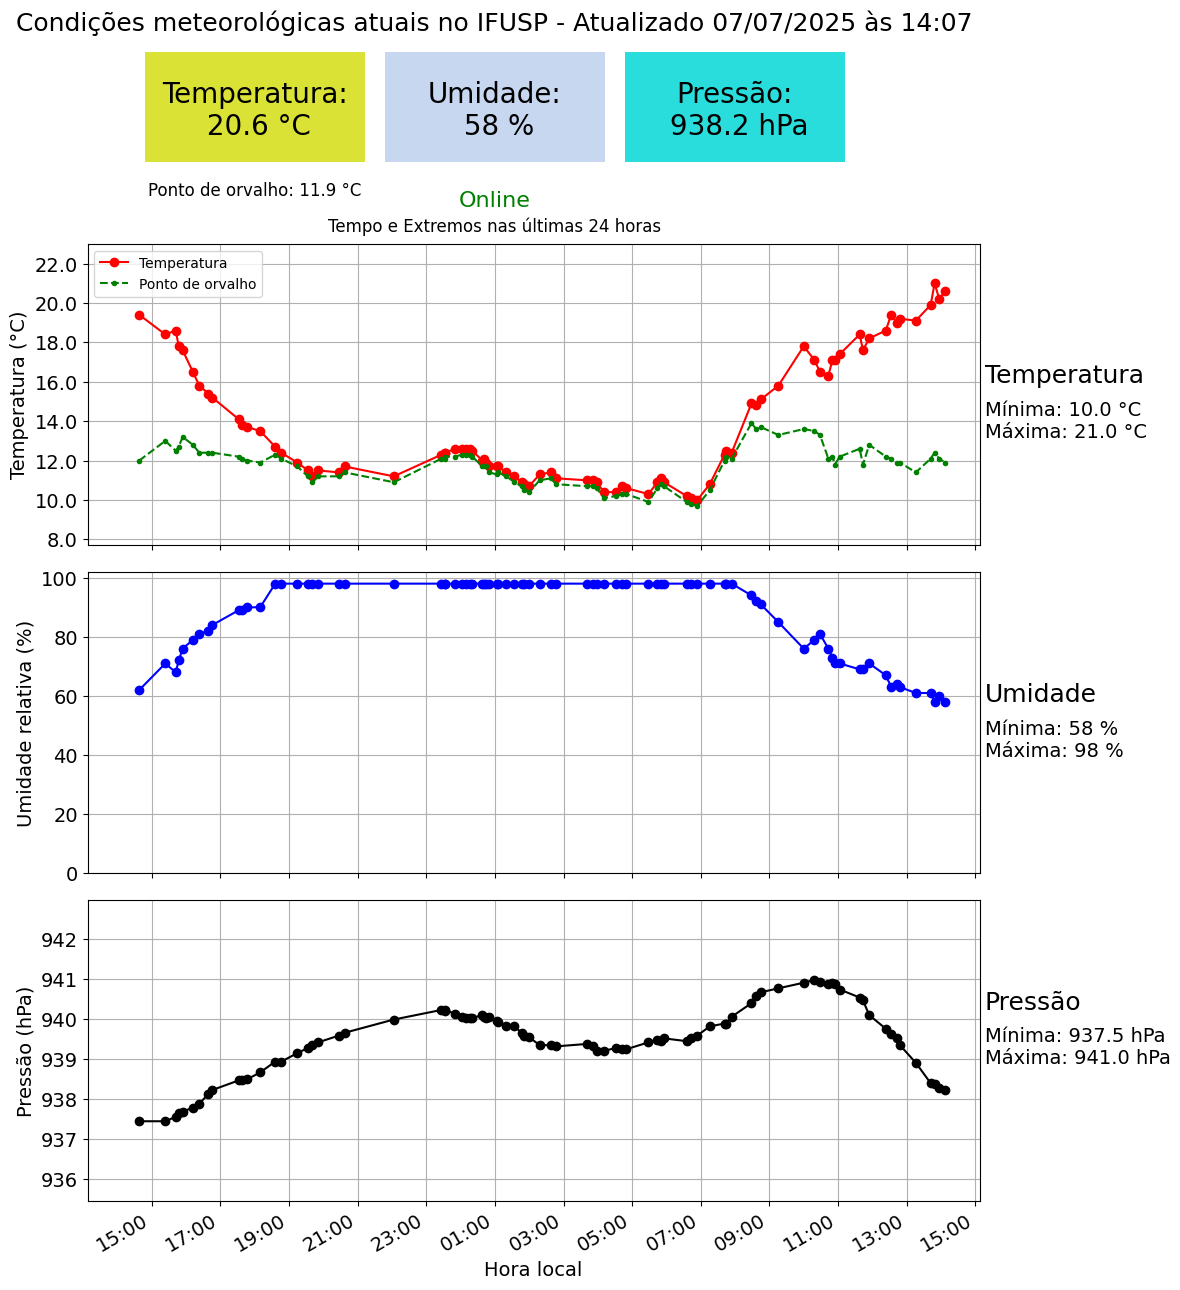 Condições meteorológicas atuais no IFUSP - Atualizado 07/07/2025 às 14:07
Temperatura:
20.6 °C
Umidade:
58 %
Pressão:
938.2 hPa
Ponto de orvalho: 11.9 °C
Online
Tempo e Extremos nas últimas 24 horas
Temperatura
Ponto de orvalho
Temperatura (°C)
22.0
20.0
18.0
16.0
14.0
12.0
10.0
8.0
Temperatura
Mínima: 10.0 °C
Máxima: 21.0 °C
Umidade relativa (%)
100
80
60
40
20
0
Umidade
Mínima: 58 %
Máxima: 98 %
Pressão (hPa)
942
941
940
939
938
937
936
Pressão
Mínima: 937.5 hPa
Máxima: 941.0 hPa
15:00
17:00
19:00
21:00
23:00
01:00
03:00
05:00
07:00
09:00
11:00
13:00
15:00
Hora local